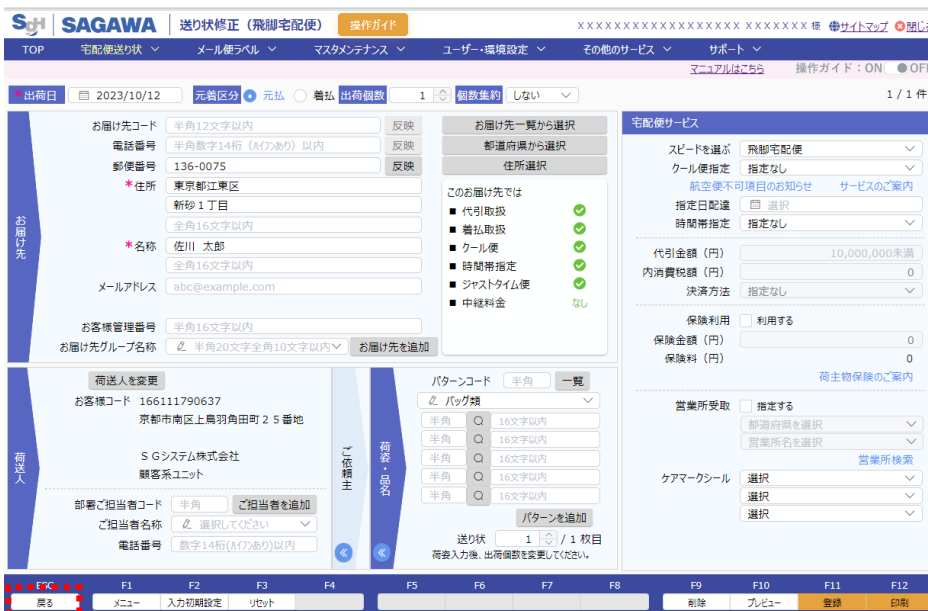 SGH SAGAWA 送り状修正（飛脚宅配便） 操作ガイド XXXXXXXXXXXXXXXXXX XXXXXXX 様 サイトマップ 閉じ
TOP 宅配便送り状 メール便ラベル マスタメンテナンス ユーザー・環境設定 その他のサービス サポート
マニュアルはこちら 操作ガイド：ON OF
*出荷日 2023/10/12 元着区分 元払 着払 出荷個数 1 個数集約 しない 1 / 1 件
お届け先
お届け先コード 半角12文字以内 反映 お届け先一覧から選択
電話番号 半角数字14桁（ハイフンあり）以内 反映 都道府県から選択
郵便番号 136-0075 反映 住所選択
*住所 東京都江東区
新砂１丁目
全角16文字以内
*名称 佐川 太郎
全角16文字以内
メールアドレス abc@example.com
お客様管理番号 半角16文字以内
お届け先グループ名称 半角20文字全角10文字以内 お届け先を追加
このお届け先では
■ 代引取扱
■ 着払取扱
■ クール便
■ 時間帯指定
■ ジャストタイム便
■ 中継料金 なし
宅配便サービス
スピードを選ぶ 飛脚宅配便
クール便指定 指定なし
航空便不可項目のお知らせ サービスのご案内
指定日配達 選択
時間帯指定 指定なし
代引金額（円） 10,000,000未満
内消費税額（円） 0
決済方法 指定なし
保険利用 利用する
保険金額（円） 0
保険料（円） 0
荷主物保険のご案内
営業所受取 指定する
都道府県を選択
営業所名を選択
営業所検索
ケアマークシール 選択
選択
選択
荷送人
荷送人を変更
お客様コード 166111790637
京都市南区上鳥羽角田町２５番地
ＳＧシステム株式会社
顧客系ユニット
部署ご担当者コード 半角 ご担当者を追加
ご担当者名称 選択してください
電話番号 数字14桁(ハイフンあり)以内
ご依頼主
荷姿・品名
パターンコード 半角 一覧
バッグ類
半角 16文字以内
半角 16文字以内
半角 16文字以内
半角 16文字以内
半角 16文字以内
パターンを追加
送り状 1 / 1 枚目
荷姿入力後、出荷個数を変更してください。
ESC F1 F2 F3 F4 F5 F6 F7 F8 F9 F10 F11 F12
戻る メニュー 入力初期設定 リセット 削除 プレビュー 登録 印刷